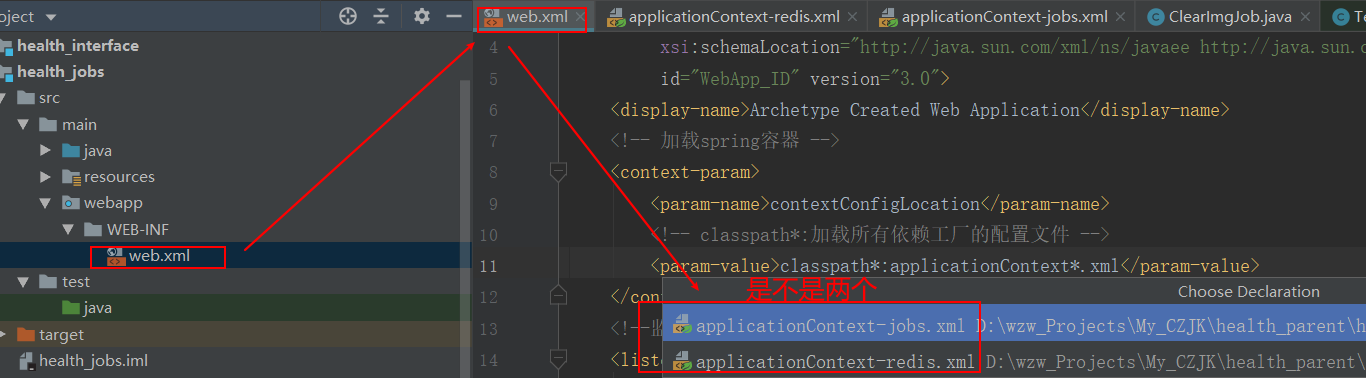 oject
web.xml
applicationContext-redis.xml
applicationContext-jobs.xml
ClearImgJob.java
Te
health_interface
health_jobs
src
main
java
resources
webapp
WEB-INF
web.xml
test
java
target
health_jobs.iml
4 xsi:schemaLocation="http://java.sun.com/xml/ns/javaee http://java.sun.c
5 id="WebApp_ID" version="3.0">
6 <display-name>Archetype Created Web Application</display-name>
7 <!-- 加载spring容器 -->
8 <context-param>
9 <param-name>contextConfigLocation</param-name>
10 <!-- classpath*:加载所有依赖工厂的配置文件 -->
11 <param-value>classpath*:applicationContext*.xml</param-value>
12 </cont
是不是两个
Choose Declaration
13 <!--监
applicationContext-jobs.xml D:\wzw_Projects\My_CZJK\health_parent\h
14 <liste
applicationContext-redis.xml D:\wzw_Projects\My_CZJK\health_parent\